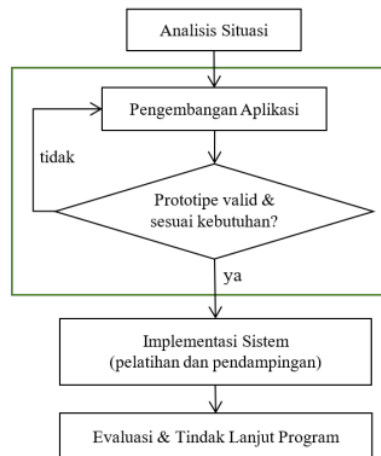 Analisis Situasi
Pengembangan Aplikasi
tidak
Prototipe valid &
sesuai kebutuhan?
ya
Implementasi Sistem
(pelatihan dan pendampingan)
Evaluasi & Tindak Lanjut Program